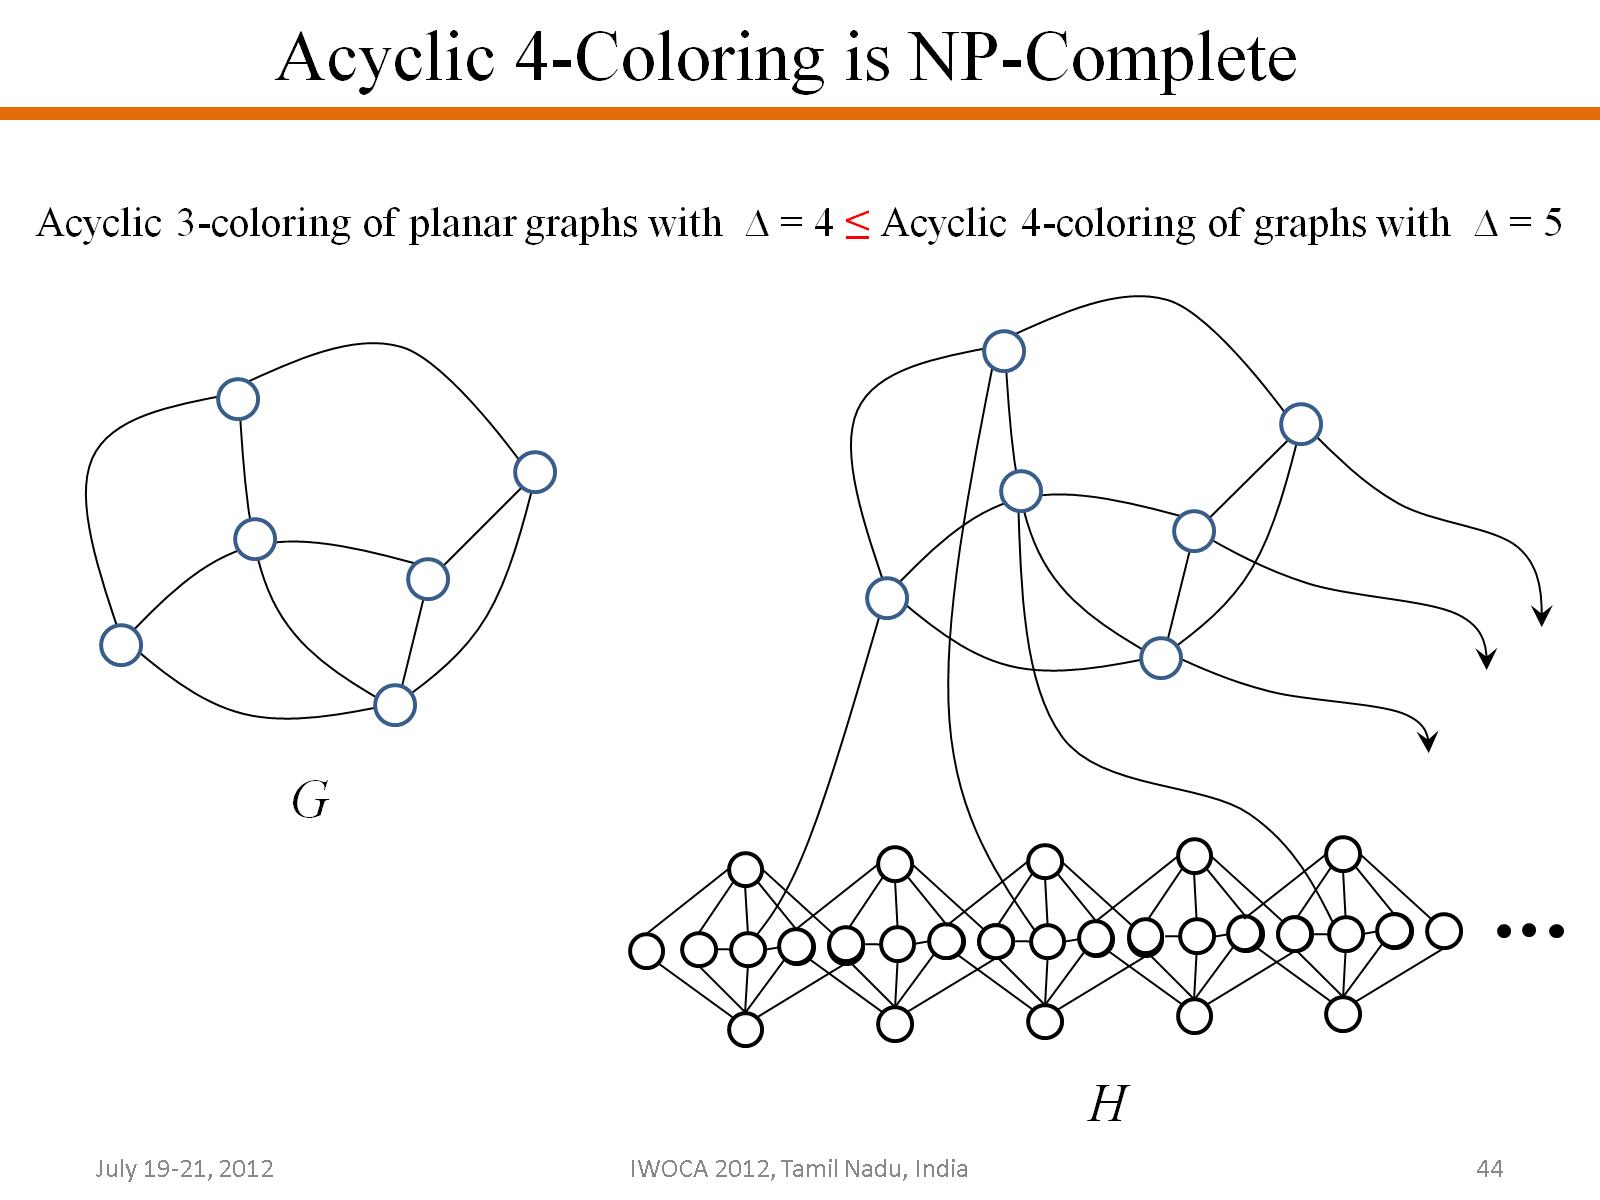 Acyclic 4-Coloring is NP-Complete
Acyclic 3-coloring of planar graphs with Δ = 4 ≤ Acyclic 4-coloring of graphs with Δ = 5
G
H
July 19-21, 2012
IWOCA 2012, Tamil Nadu, India
44